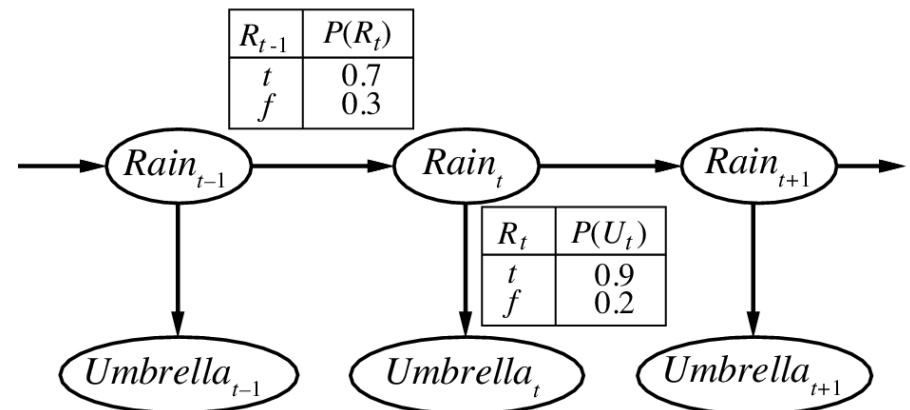 R_{t-1} P(R_t)
t 0.7
f 0.3
Rain_{t–1} Rain_t Rain_{t+1}
R_t P(U_t)
t 0.9
f 0.2
Umbrella_{t–1} Umbrella_t Umbrella_{t+1}